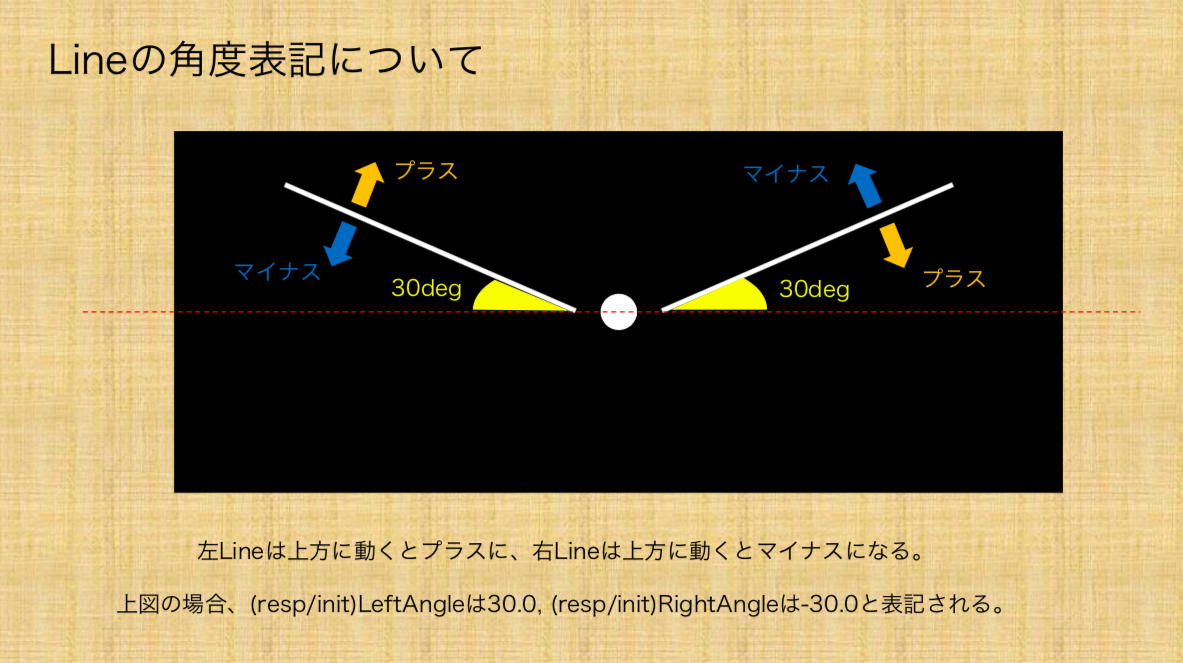 Lineの角度表記について
プラス
マイナス
マイナス
プラス
30deg
30deg
左Lineは上方に動くとプラスに、右Lineは上方に動くとマイナスになる。
上図の場合、(resp/init)LeftAngleは30.0, (resp/init)RightAngleは-30.0と表記される。